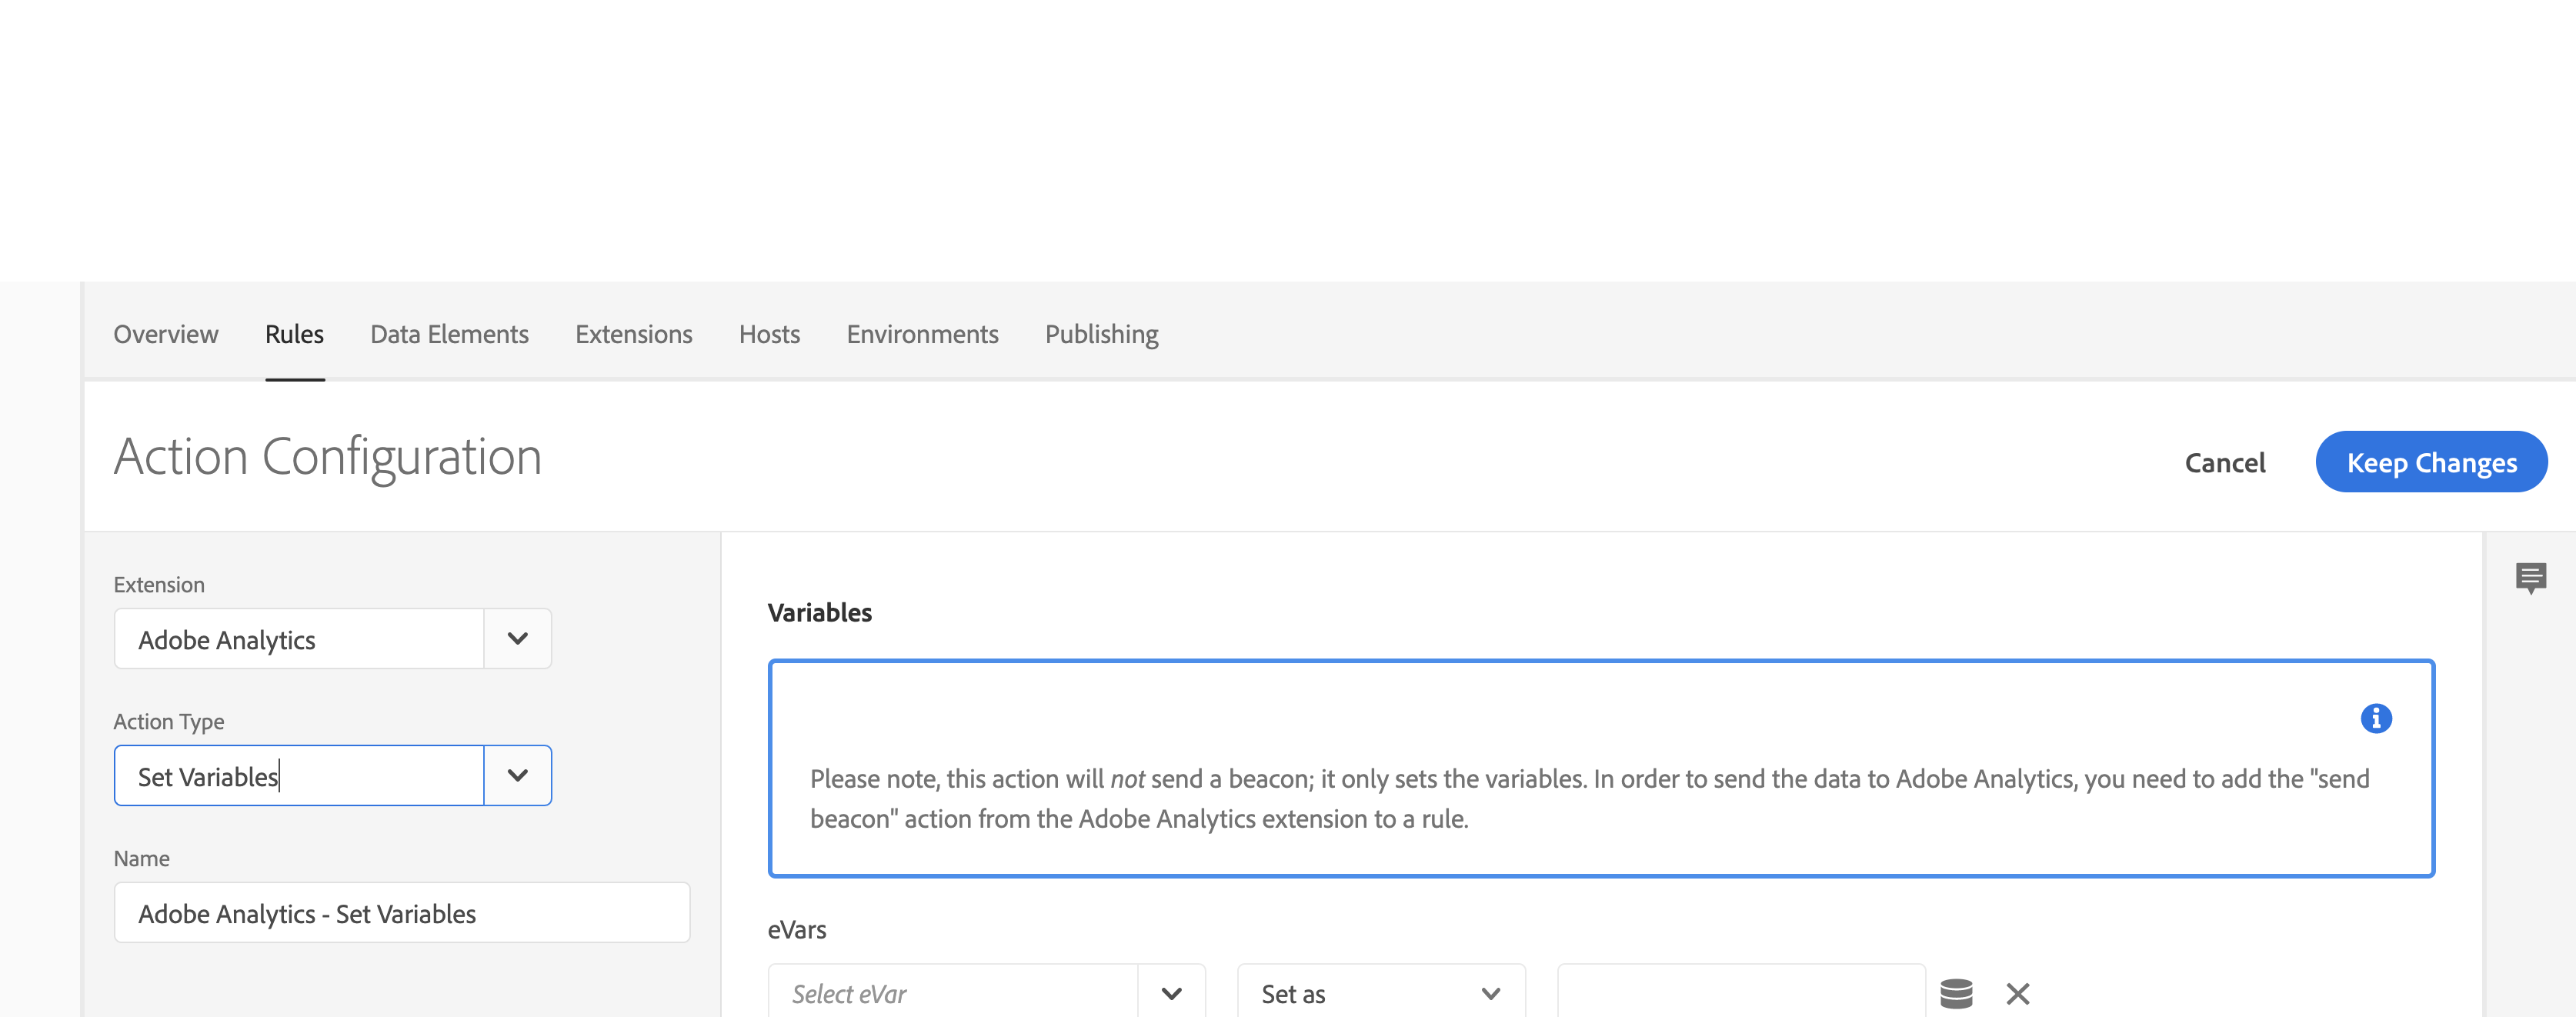 Overview Rules Data Elements Extensions Hosts Environments Publishing
Action Configuration
Cancel Keep Changes
Extension
Adobe Analytics
Action Type
Set Variables
Name
Adobe Analytics - Set Variables
Variables
Please note, this action will not send a beacon; it only sets the variables. In order to send the data to Adobe Analytics, you need to add the "send
beacon" action from the Adobe Analytics extension to a rule.
eVars
Select eVar Set as